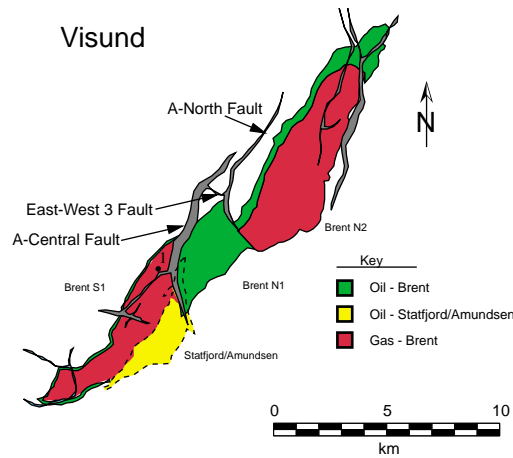 Visund
A-North Fault
N
East-West 3 Fault
A-Central Fault
Brent N2
1
Key
Brent S1
Brent N1
Oil - Brent
Oil - Statfjord/Amundsen
Statfjord/Amundsen
Gas - Brent
0 5 10
km